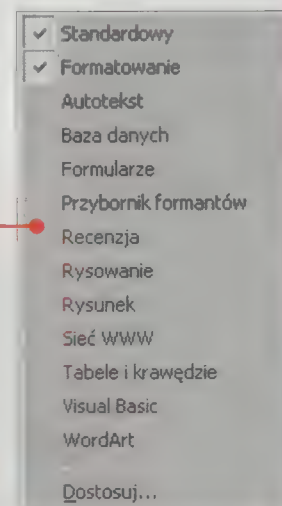 Standardowy
Formatowanie
Autotekst
Baza danych
Formularze
Przybornik formantów
Recenzja
Rysowanie
Rysunek
Sieć WWW
Tabele i krawędzie
Visual Basic
WordArt
Dostosuj...